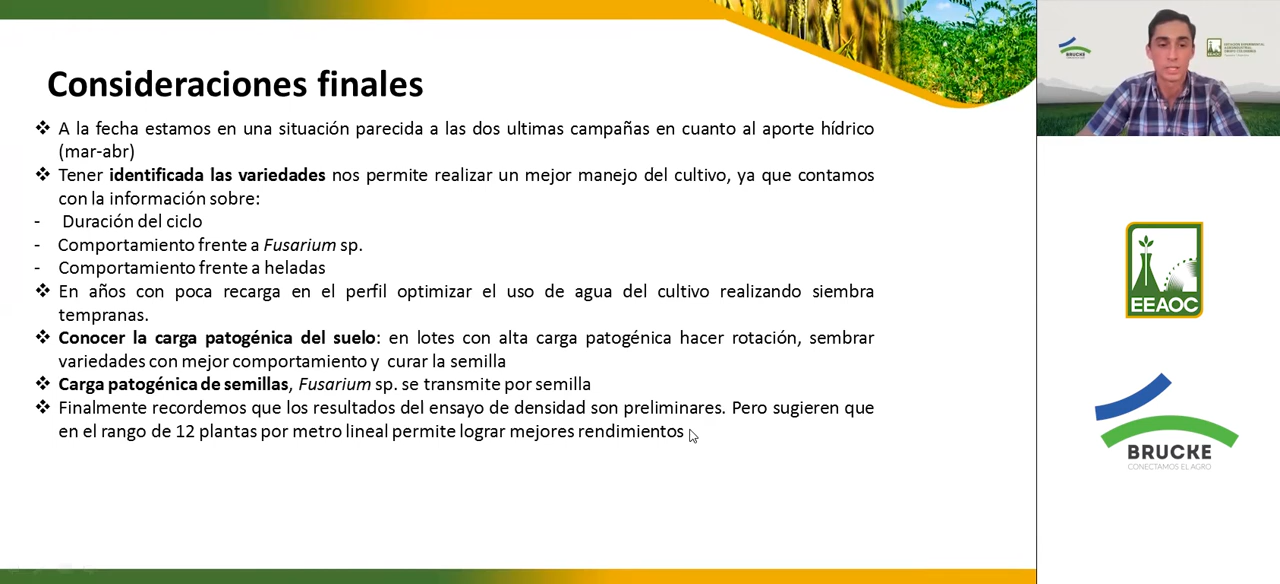 Consideraciones finales
❖ A la fecha estamos en una situación parecida a las dos ultimas campañas en cuanto al aporte hídrico
(mar-abr)
❖ Tener identificada las variedades nos permite realizar un mejor manejo del cultivo, ya que contamos
con la información sobre:
- Duración del ciclo
- Comportamiento frente a Fusarium sp.
- Comportamiento frente a heladas
❖ En años con poca recarga en el perfil optimizar el uso de agua del cultivo realizando siembra
tempranas.
❖ Conocer la carga patogénica del suelo: en lotes con alta carga patogénica hacer rotación, sembrar
variedades con mejor comportamiento y curar la semilla
❖ Carga patogénica de semillas, Fusarium sp. se transmite por semilla
❖ Finalmente recordemos que los resultados del ensayo de densidad son preliminares. Pero sugieren que
en el rango de 12 plantas por metro lineal permite lograr mejores rendimientos
BRUCKE
EEAOC
BRUCKE
CONECTAMOS EL AGRO